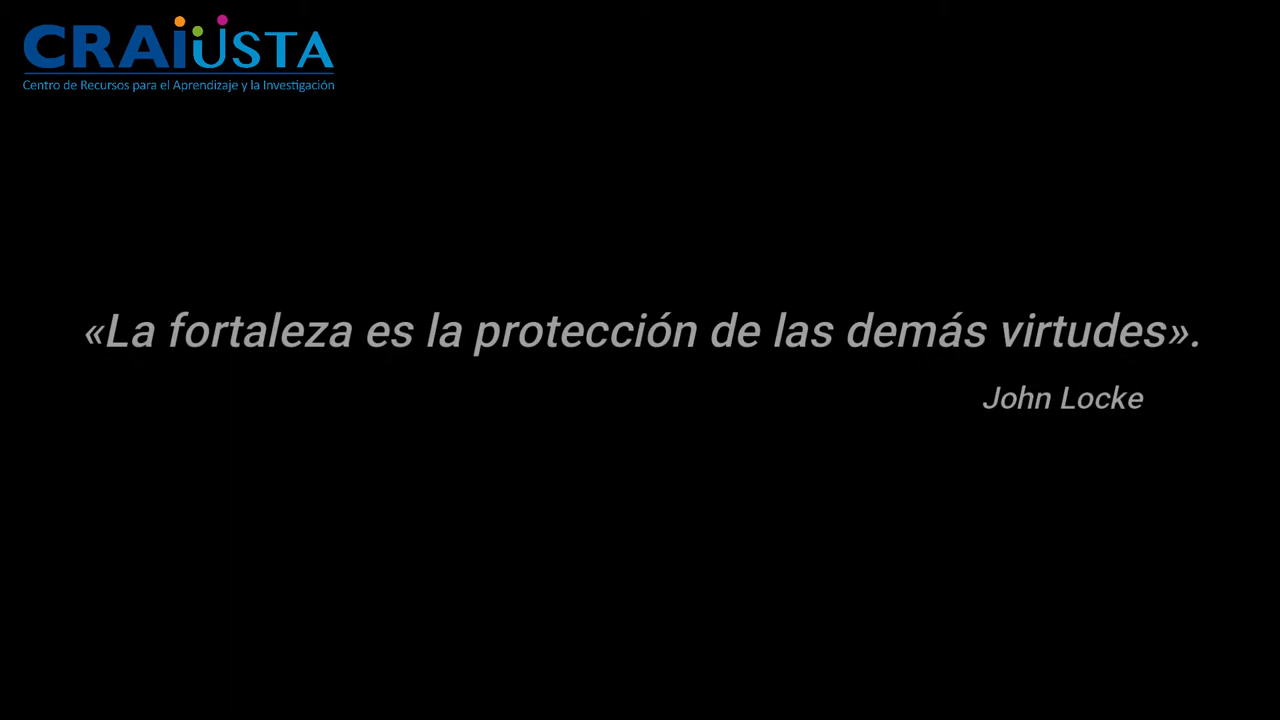 CRAIUSTA
Centro de Recursos para el Aprendizaje y la Investigación
«La fortaleza es la protección de las demás virtudes».
John Locke